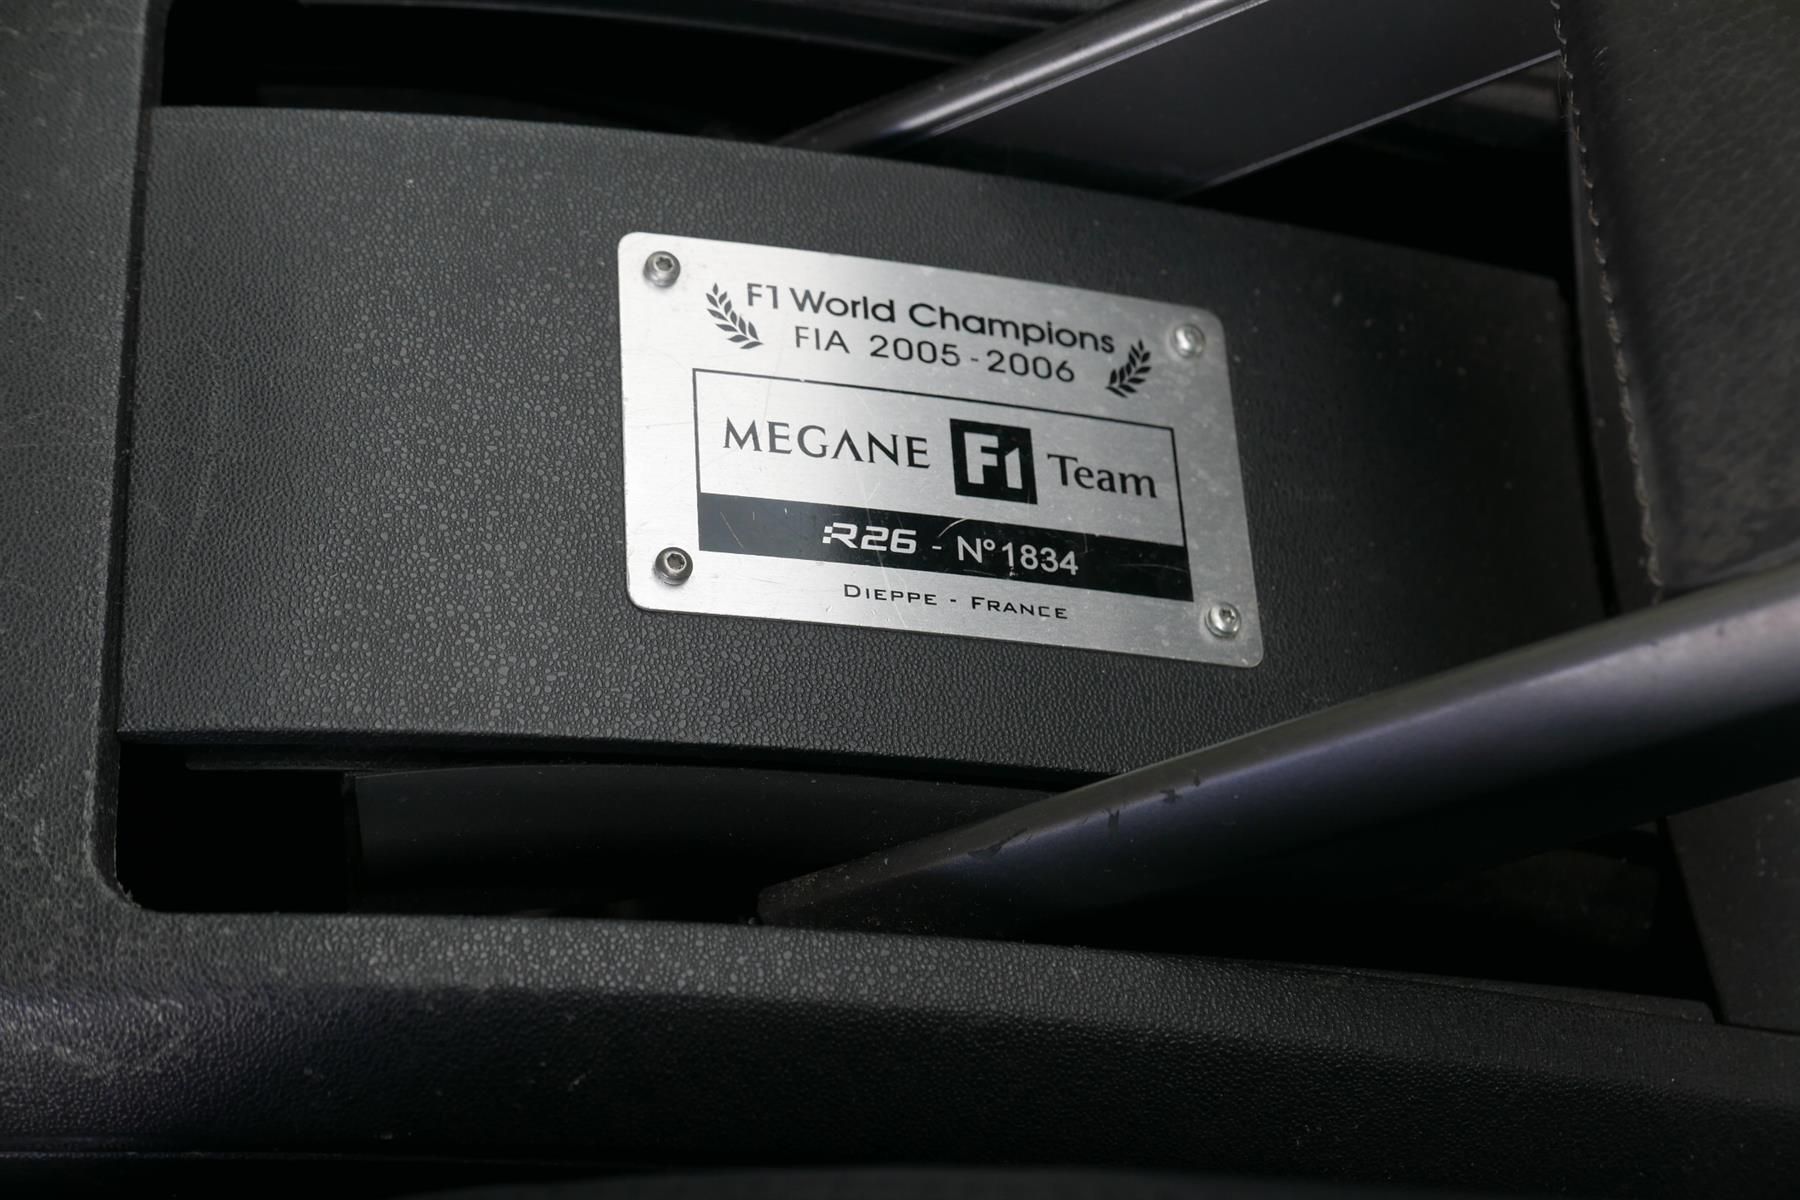 F1 World Champions
FIA 2005 - 2006
MEGANE F1 Team
R26 - N° 1834
DIEPPE - FRANCE